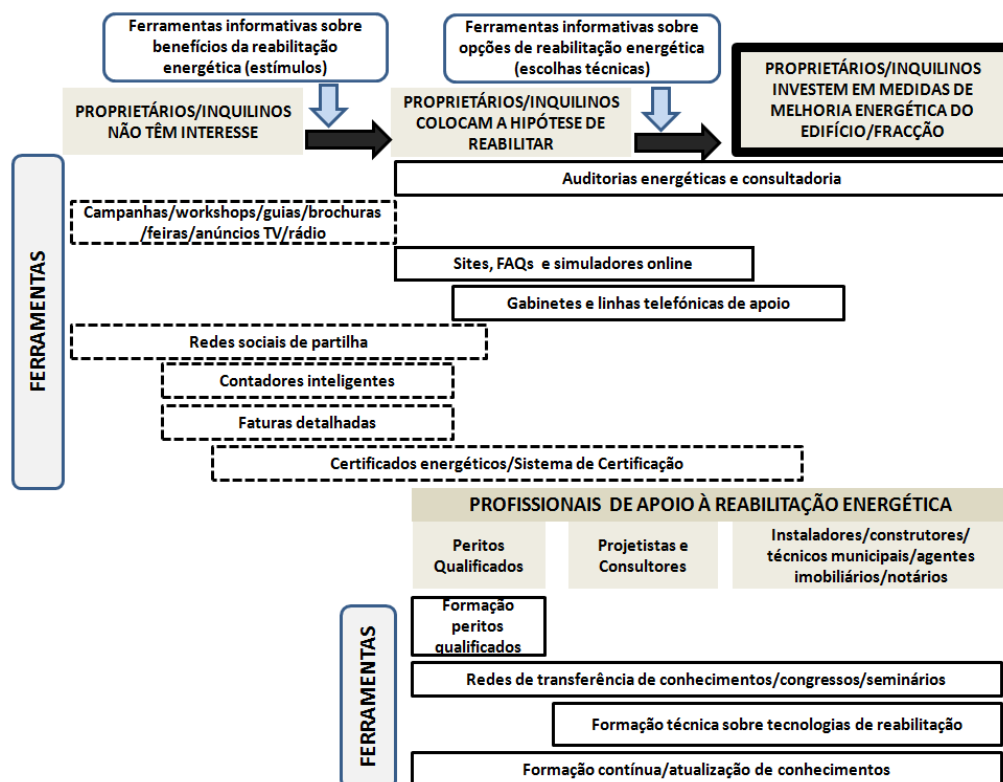 Ferramentas informativas sobre
benefícios da reabilitação
energética (estímulos)
Ferramentas informativas sobre
opções de reabilitação energética
(escolhas técnicas)
PROPRIETÁRIOS/INQUILINOS
NÃO TÊM INTERESSE
PROPRIETÁRIOS/INQUILINOS
COLOCAM A HIPÓTESE DE
REABILITAR
PROPRIETÁRIOS/INQUILINOS
INVESTEM EM MEDIDAS DE
MELHORIA ENERGÉTICA DO
EDIFÍCIO/FRACÇÃO
FERRAMENTAS
Auditorias energéticas e consultadoria
Campanhas/workshops/guias/brochuras
/feiras/anúncios TV/rádio
Sites, FAQs e simuladores online
Gabinetes e linhas telefónicas de apoio
Redes sociais de partilha
Contadores inteligentes
Faturas detalhadas
Certificados energéticos/Sistema de Certificação
PROFISSIONAIS DE APOIO À REABILITAÇÃO ENERGÉTICA
Peritos
Qualificados
Projetistas e
Consultores
Instaladores/construtores/
técnicos municipais/agentes
imobiliários/notários
FERRAMENTAS
Formação
peritos
qualificados
Redes de transferência de conhecimentos/congressos/seminários
Formação técnica sobre tecnologias de reabilitação
Formação contínua/atualização de conhecimentos